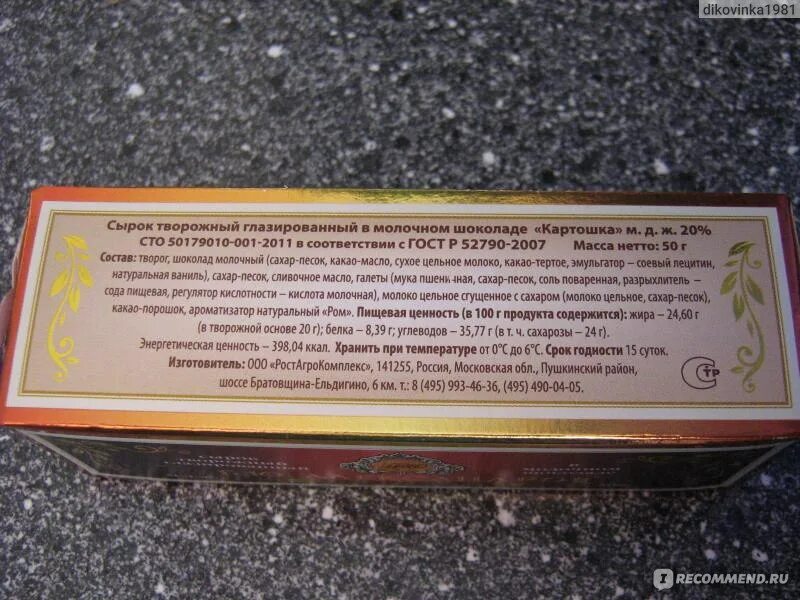 dikovinka1981
Сырок творожный глазированный в молочном шоколаде «Картошка» м. д. ж. 20%
СТО 50179010-001-2011 в соответствии с ГОСТ Р 52790-2007 Масса нетто: 50 г
Состав: творог, шоколад молочный (сахар-песок, какао-масло, сухое цельное молоко, какао-тертое, эмульгатор – соевый лецитин,
натуральная ваниль), сахар-песок, сливочное масло, галеты (мука пшеничная, сахар-песок, соль поваренная, разрыхлитель –
сода пищевая, регулятор кислотности – кислота молочная), молоко цельное сгущенное с сахаром (молоко цельное, сахар-песок),
какао-порошок, ароматизатор натуральный «Ром». Пищевая ценность (в 100 г продукта содержится): жира – 24,60 г
(в творожной основе 20 г); белка – 8,39 г; углеводов – 35,77 г (в т. ч. сахарозы – 24 г).
Энергетическая ценность – 398,04 ккал. Хранить при температуре от 0°С до 6°С. Срок годности 15 суток.
Изготовитель: ООО «РостАгроКомплекс», 141255, Россия, Московская обл., Пушкинский район,
шоссе Братовщина-Ельдигино, 6 км. т.: 8 (495) 993-46-36, (495) 490-04-05.
СТР
сырок
в
молочном
IRECOMMEND.RU